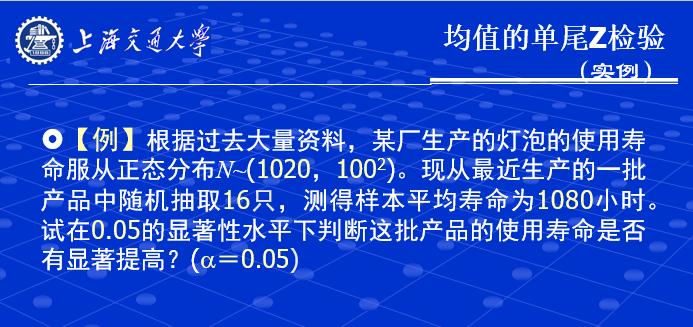 上海交通大学
均值的单尾Z检验
（实例）
【例】根据过去大量资料，某厂生产的灯泡的使用寿
命服从正态分布N~(1020，100²)。现从最近生产的一批
产品中随机抽取16只，测得样本平均寿命为1080小时。
试在0.05的显著性水平下判断这批产品的使用寿命是否
有显著提高？(α＝0.05)